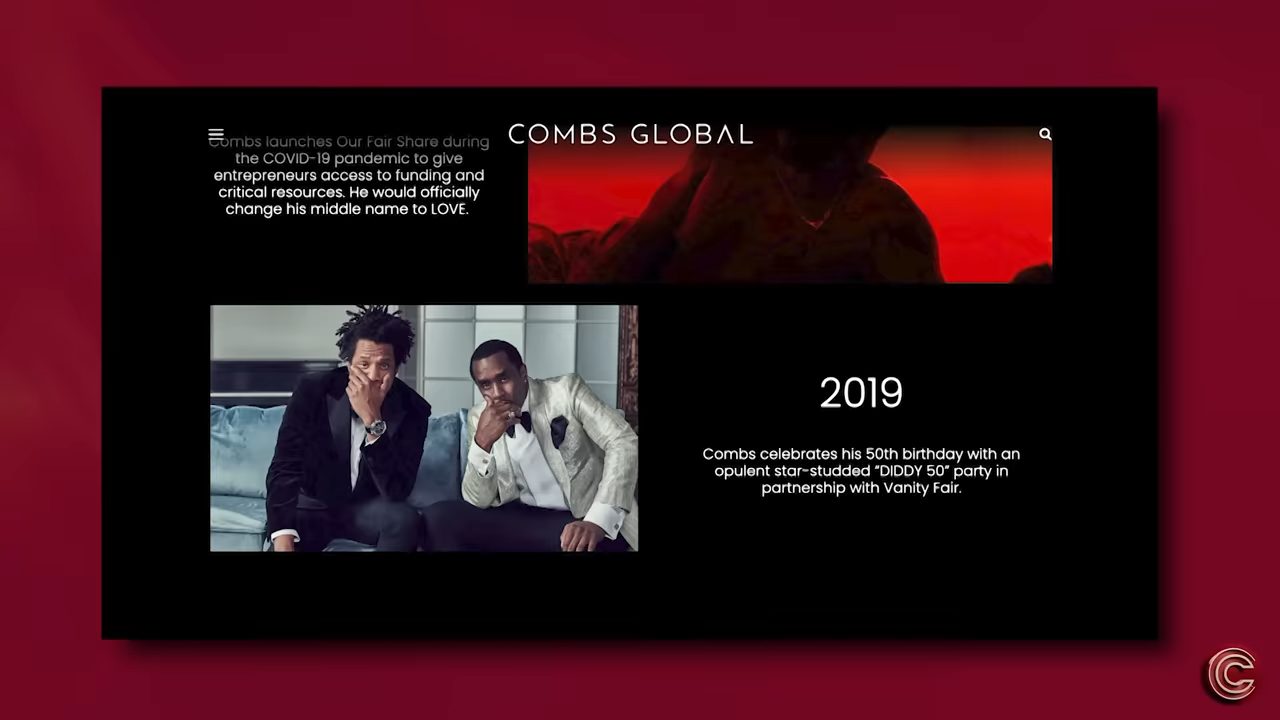 COMBS GLOBAL
Combs launches Our Fair Share during
the COVID-19 pandemic to give
entrepreneurs access to funding and
critical resources. He would officially
change his middle name to LOVE.
2019
Combs celebrates his 50th birthday with an
opulent star-studded “DIDDY 50” party in
partnership with Vanity Fair.